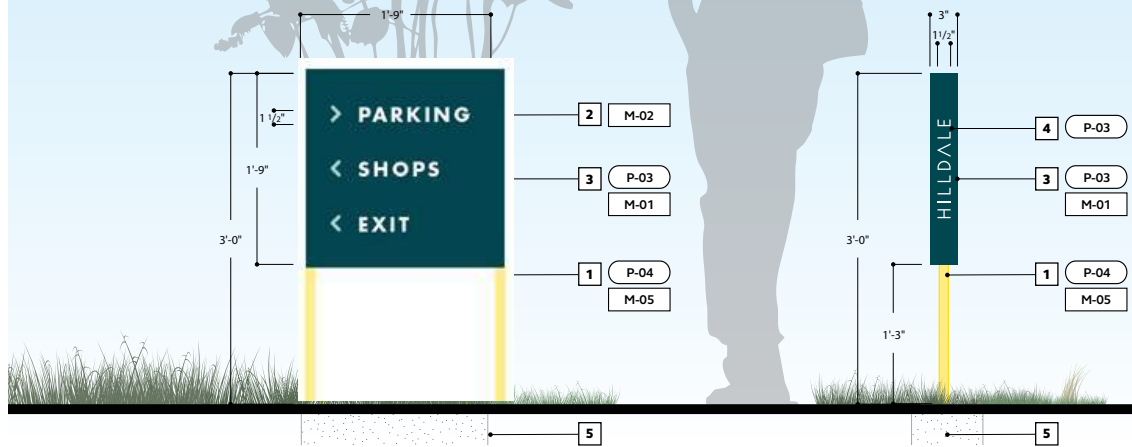 1'-9"
3"
1 1/2"
1 1/2"
1'-9"
3'-0"
> PARKING
< SHOPS
< EXIT
2 M-02
3 P-03
M-01
1 P-04
M-05
5
HILLDALE
3'-0"
1'-3"
4 P-03
3 P-03
M-01
1 P-04
M-05
5